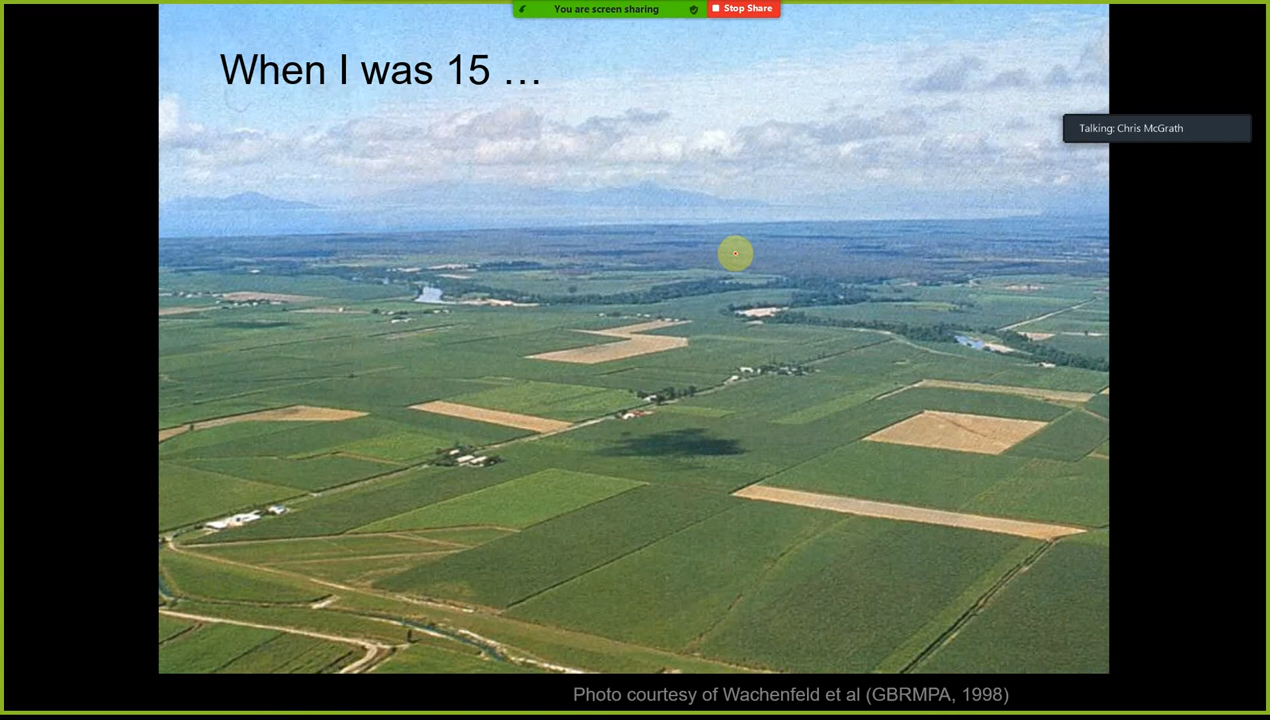 You are screen sharing
Stop Share
When I was 15 …
Talking: Chris McGrath
Photo courtesy of Wachenfeld et al (GBRMPA, 1998)